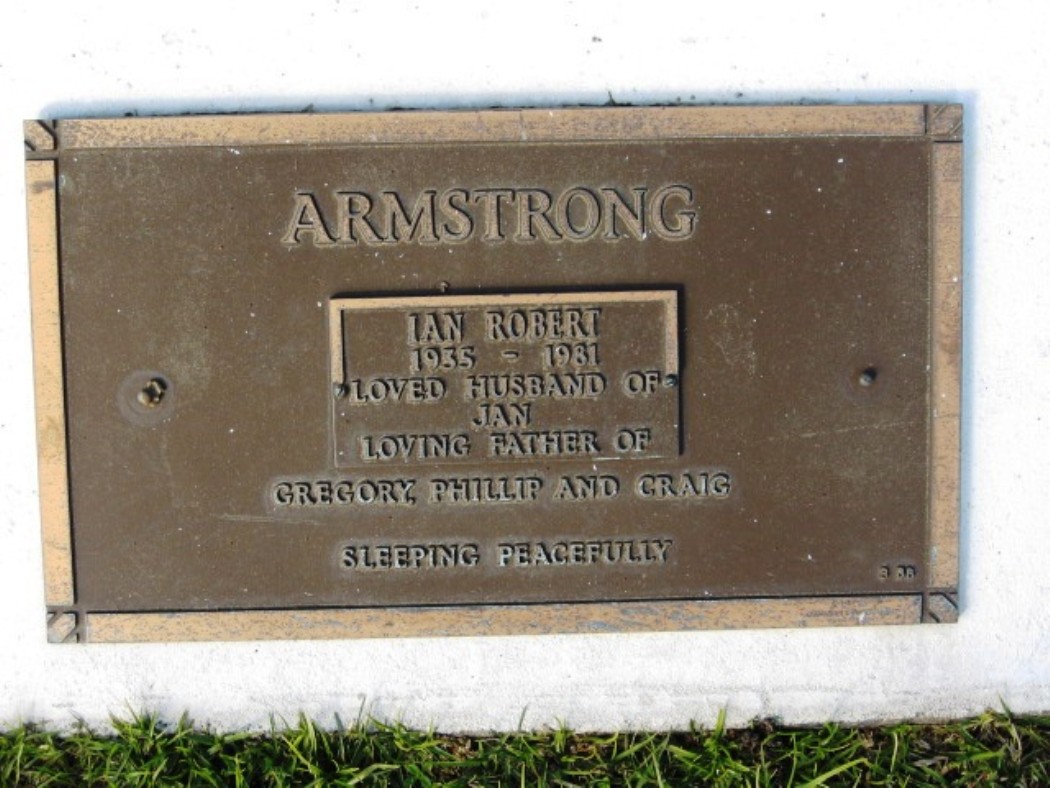 ARMSTRONG
IAN ROBERT
1935 - 1981
LOVED HUSBAND OF
JAN
LOVING FATHER OF
GREGORY, PHILLIP AND CRAIG
SLEEPING PEACEFULLY